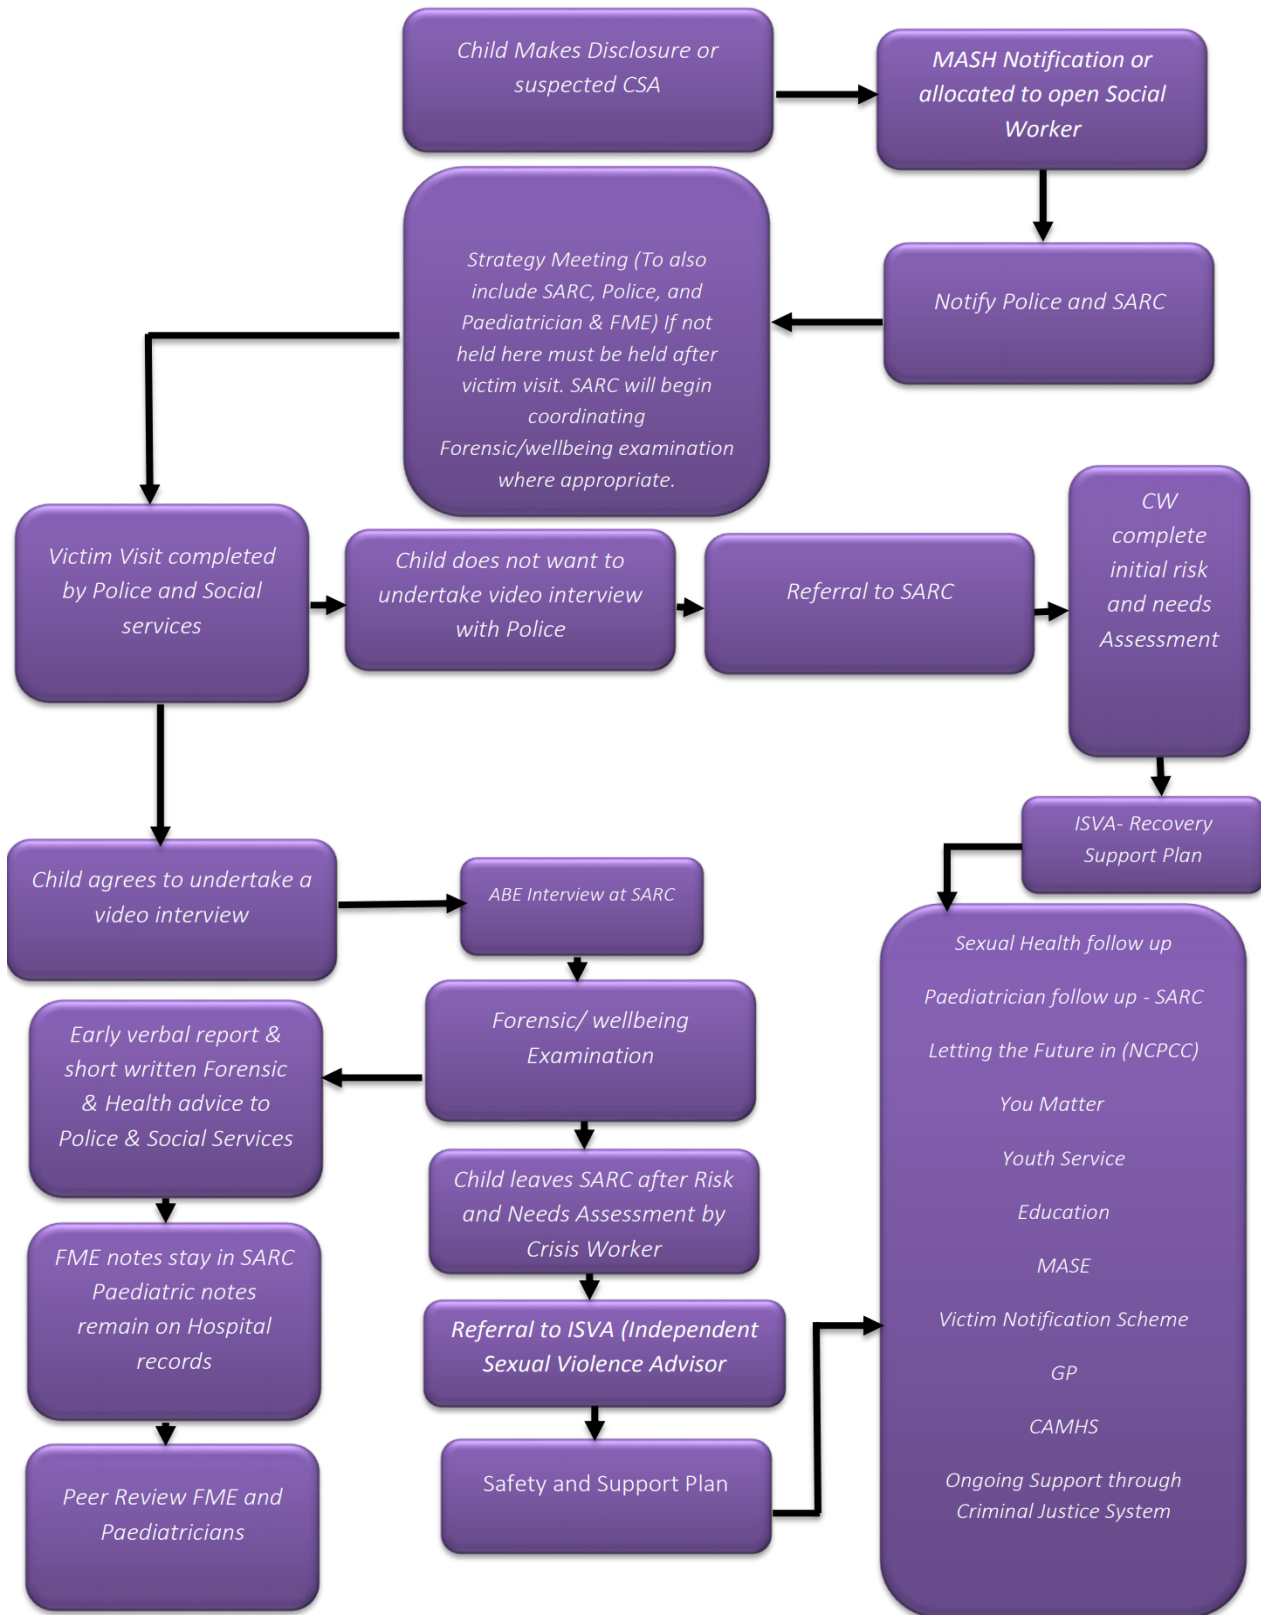 Child Makes Disclosure or
suspected CSA
MASH Notification or
allocated to open Social
Worker
Notify Police and SARC
Strategy Meeting (To also
include SARC, Police, and
Paediatrician & FME) If not
held here must be held after
victim visit. SARC will begin
coordinating
Forensic/wellbeing examination
where appropriate.
Victim Visit completed
by Police and Social
services
Child does not want to
undertake video interview
with Police
Referral to SARC
CW
complete
initial risk
and needs
Assessment
ISVA- Recovery
Support Plan
Child agrees to undertake a
video interview
ABE Interview at SARC
Forensic/ wellbeing
Examination
Early verbal report &
short written Forensic
& Health advice to
Police & Social Services
FME notes stay in SARC
Paediatric notes
remain on Hospital
records
Peer Review FME and
Paediatricians
Child leaves SARC after Risk
and Needs Assessment by
Crisis Worker
Referral to ISVA (Independent
Sexual Violence Advisor
Safety and Support Plan
Sexual Health follow up
Paediatrician follow up - SARC
Letting the Future in (NCPCC)
You Matter
Youth Service
Education
MASE
Victim Notification Scheme
GP
CAMHS
Ongoing Support through
Criminal Justice System